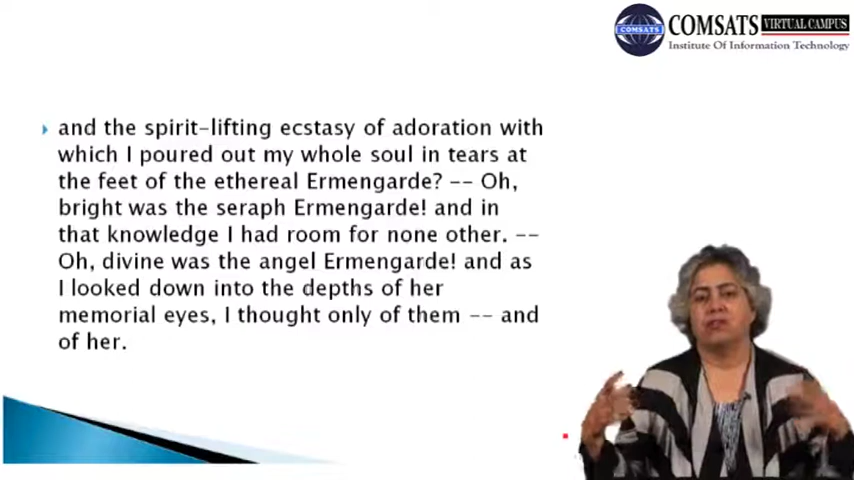 COMSATS
COMSATS VIRTUAL CAMPUS
Institute Of Information Technology
and the spirit-lifting ecstasy of adoration with
which I poured out my whole soul in tears at
the feet of the ethereal Ermengarde? -- Oh,
bright was the seraph Ermengarde! and in
that knowledge I had room for none other. --
Oh, divine was the angel Ermengarde! and as
I looked down into the depths of her
memorial eyes, I thought only of them -- and
of her.